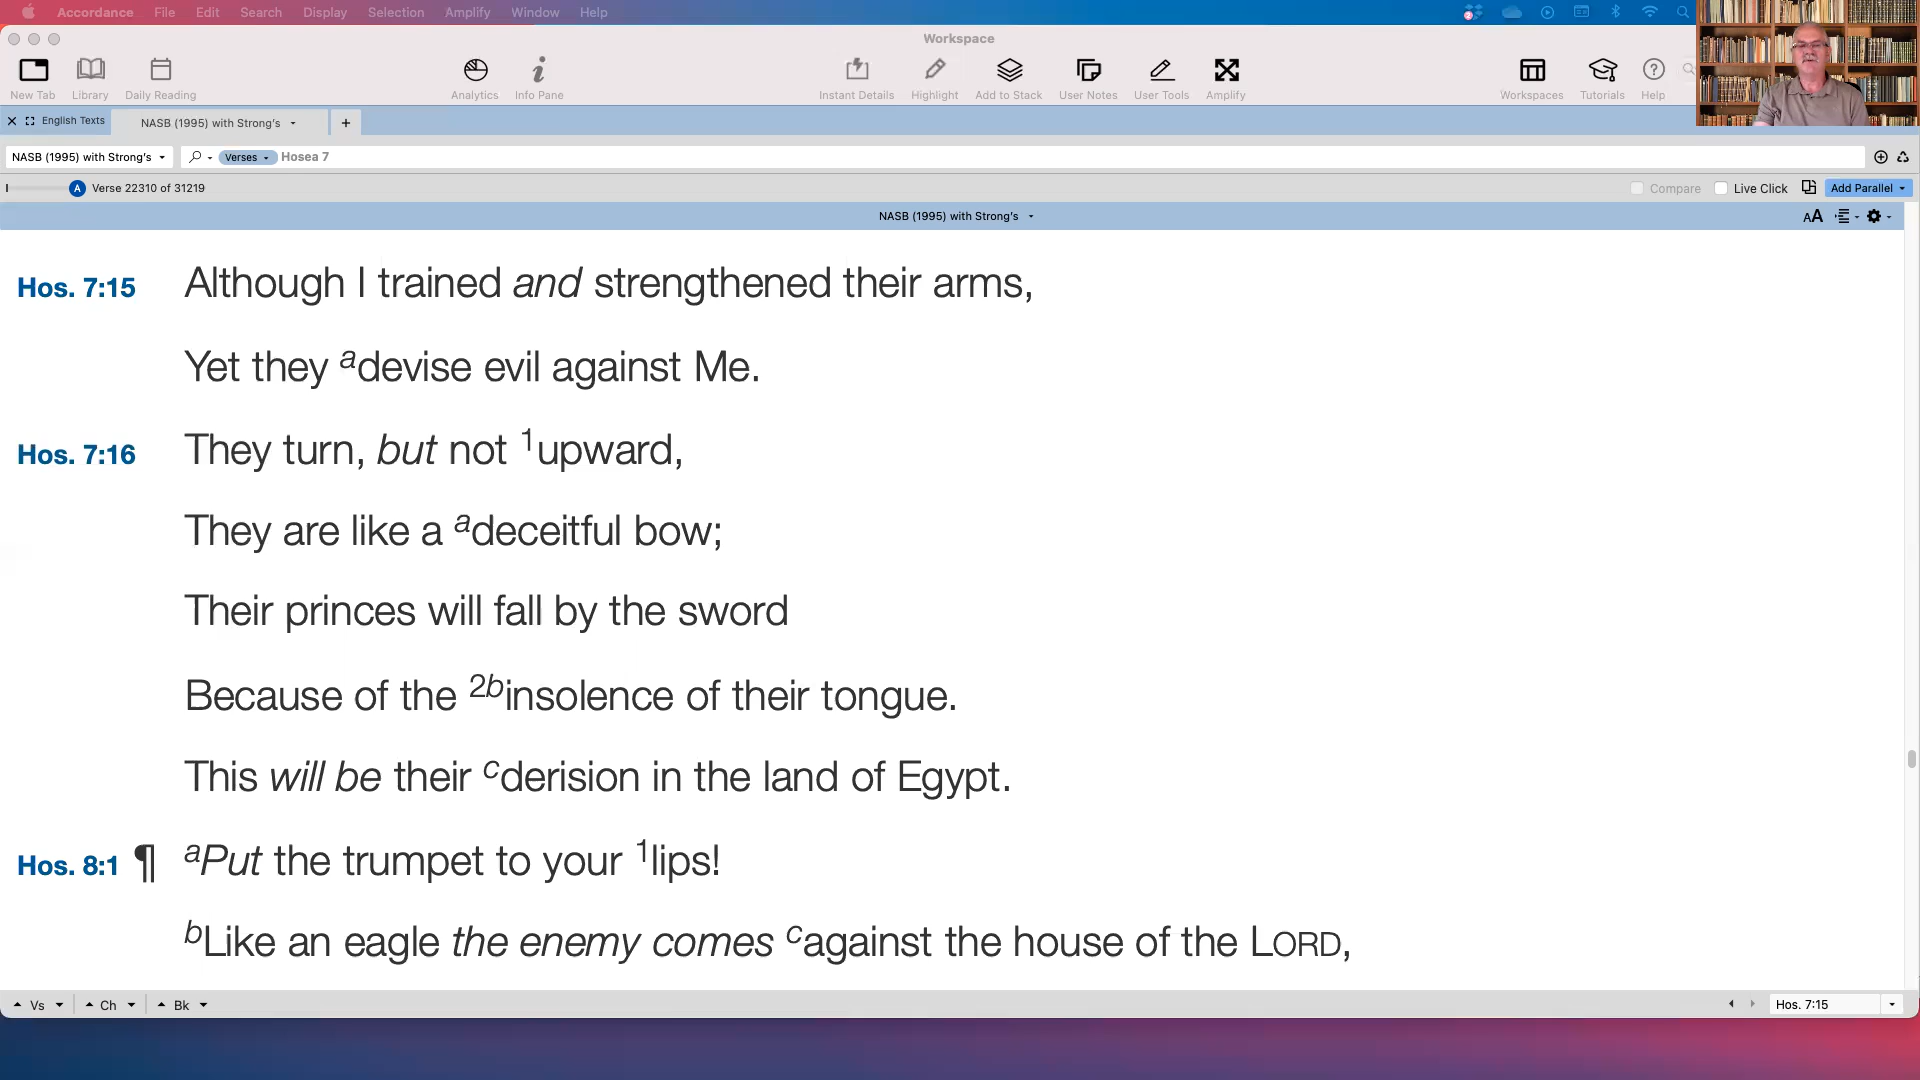 Accordance File Edit Search Display Selection Amplify Window Help
Workspace
New Tab Library Daily Reading Analytics Info Pane Instant Details Highlight Add to Stack User Notes User Tools Amplify Workspaces Tutorials Help
English Texts NASB (1995) with Strong's +
NASB (1995) with Strong's Verses Hosea 7
A Verse 22310 of 31219 Compare Live Click Add Parallel
NASB (1995) with Strong's AA
Hos. 7:15 Although I trained and strengthened their arms,
Yet they adevise evil against Me.
Hos. 7:16 They turn, but not 1upward,
They are like a adeceitful bow;
Their princes will fall by the sword
Because of the 2binsolence of their tongue.
This will be their cderision in the land of Egypt.
Hos. 8:1 ¶ aPut the trumpet to your 1lips!
bLike an eagle the enemy comes cagainst the house of the LORD,
Vs Ch Bk Hos. 7:15